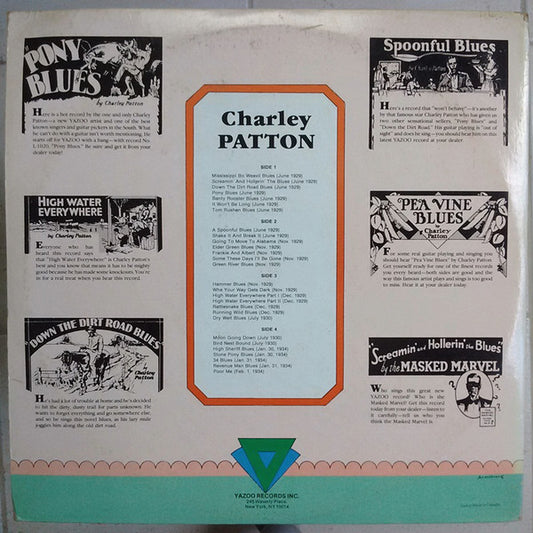 "PONY
BLUES"
by Charley Patton
Here is a hot record by the one and only Charley
Patton—a new YAZOO artist and one of the best
known singers and guitar pickers in the South. What
he can't do with a guitar isn't worth mentioning. He
starts off for YAZOO with a bang—with record No
L 1020, "Pony Blues." Be sure and get it from your
dealer today!
HIGH WATER
EVERYWHERE
by CHARLEY PATTON
Everyone who has
heard this record says
that "High Water Everywhere" is Charley Patton's
best and you know that means it has to be mighty
good because he has made some knockouts. You're
in for a real treat when you hear this record.
"DOWN THE DIRT ROAD BLUES"
by
CHARLEY
PATTON
He's had a lot of trouble at home and he's decided
to hit the dirty, dusty trail for parts unknown. He
wants to forget everything and go somewhere else,
and so he sings this novel blues, as his lazy mule
joggles him along the old dirt road.
Charley
PATTON
SIDE 1
Mississippi Bo Weavil Blues (June 1929)
Screamin' And Hollerin' The Blues (June 1929)
Down The Dirt Road Blues (June 1929)
Pony Blues (June 1929)
Banty Rooster Blues (June 1929)
It Won't Be Long (June 1929)
Tom Rushen Blues (June 1929)
SIDE 2
A Spoonful Blues (June 1929)
Shake It And Break It (June 1929)
Going To Move To Alabama (Nov. 1929)
Elder Green Blues (Nov. 1929)
Frankie And Albert (Nov. 1929)
Some These Days I'll Be Gone (Nov. 1929)
Green River Blues (Nov. 1929)
SIDE 3
Hammer Blues (Nov. 1929)
When Your Way Gets Dark (Nov. 1929)
High Water Everywhere Part I (Dec. 1929)
High Water Everywhere Part II (Dec. 1929)
Rattlesnake Blues (Dec. 1929)
Running Wild Blues (Dec. 1929)
Dry Well Blues (July 1930)
SIDE 4
Moon Going Down (July 1930)
Bird Nest Bound (July 1930)
High Sheriff Blues (Jan. 30, 1934)
Stone Pony Blues (Jan. 30, 1934)
34 Blues (Jan. 31, 1934)
Revenue Man Blues (Jan. 31, 1934)
Poor Me (Feb. 1, 1934)
Spoonful Blues
by Charley Patton
Here's a record that "won't behave"—it's another
by that famous star Charley Patton who has given us
two other sensational sellers, "Pony Blues" and
"Down the Dirt Road." His guitar playing is "out of
sight" and does he sing—you should hear him on this
latest YAZOO record at your dealer.
"PEA VINE
BLUES"
by
CHARLEY
PATTON
For some real guitar playing and singing you
should hear "Pea Vine Blues" by Charley Patton.
Get yourself ready for one of the finest records
you every heard—both sides are good and the
way this famous artist plays and sings this blues
is mighty fine.
"Screamin' and Hollerin' the Blues"
by the MASKED MARVEL
Who sings this great new
YAZOO record? Who is the
Masked Marvel? Get this record
today from your dealer—listen to
it carefully—tell us who you
think the Masked Marvel is.
YAZOO RECORDS INC.
245 Waverly Place
New York, NY 10014